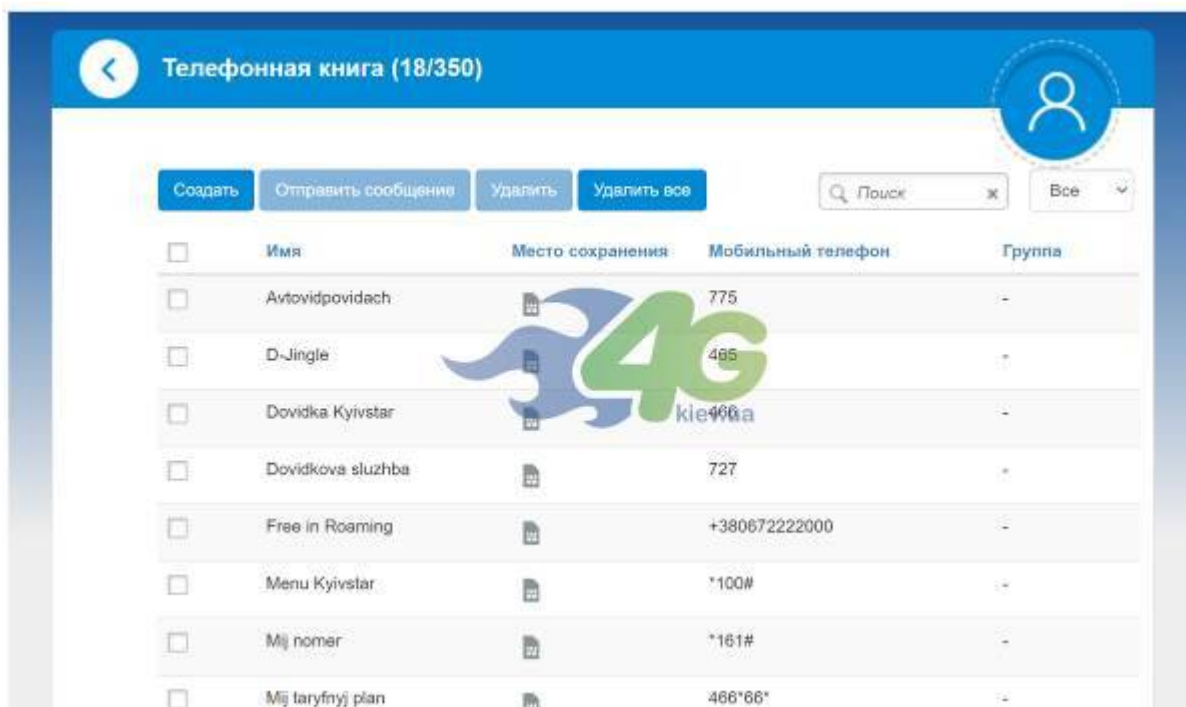 Телефонная книга (18/350)
Создать Отправить сообщение Удалить Удалить все Поиск Все
Имя Место сохранения Мобильный телефон Группа
Avtovidpovidach 775 -
D-Jingle 465 -
Dovidka Kyivstar 466 -
Dovidkova sluzhba 727 -
Free in Roaming +380672222000 -
Menu Kyivstar *100# -
Mij nomer *161# -
Mij taryfnyj plan 466*66* -
4G